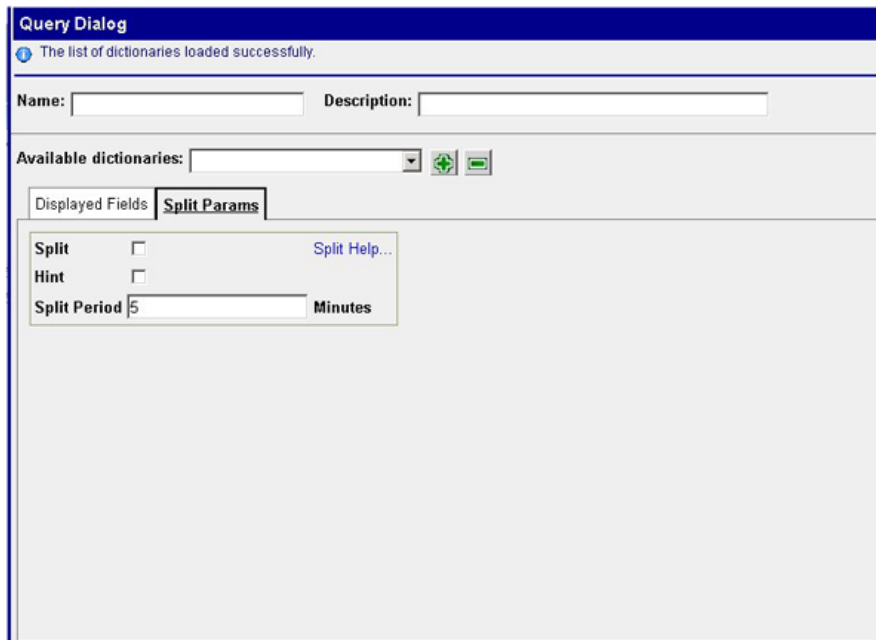 Query Dialog
The list of dictionaries loaded successfully.
Name: Description:
Available dictionaries:
Displayed Fields Split Params
Split Split Help...
Hint
Split Period 5 Minutes